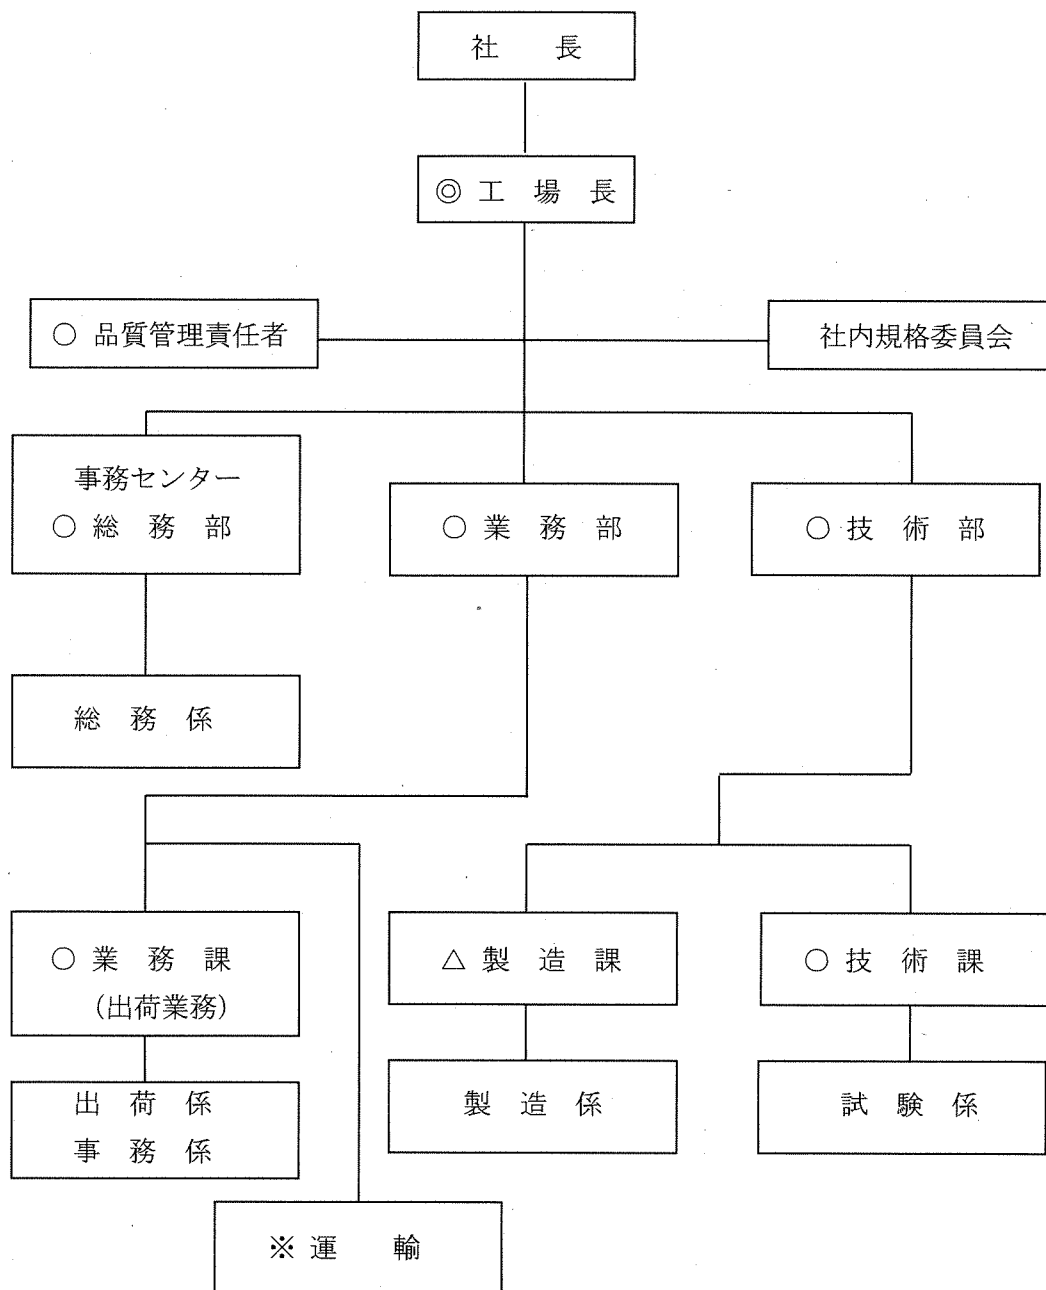 社　長
◎ 工　場　長
○ 品質管理責任者
社内規格委員会
事務センター
○ 総　務　部
○ 業　務　部
○ 技　術　部
総　務　係
○ 業　務　課
(出荷業務)
△ 製　造　課
○ 技　術　課
出　荷　係
事　務　係
製　造　係
試　験　係
※ 運　輸